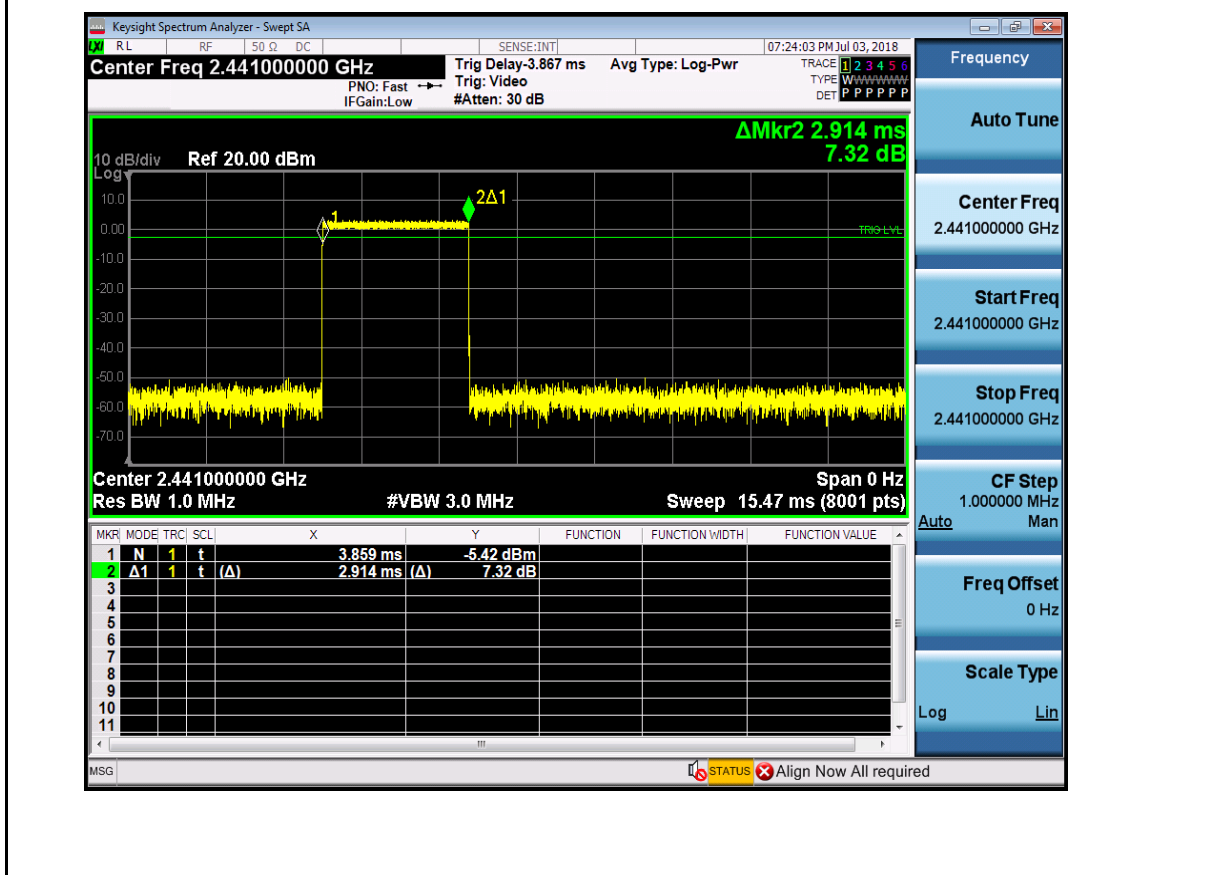 Keysight Spectrum Analyzer - Swept SA
LXI RL RF 50 Ω DC SENSE:INT 07:24:03 PM Jul 03, 2018
Center Freq 2.441000000 GHz
PNO: Fast
IFGain:Low
Trig Delay-3.867 ms
Trig: Video
#Atten: 30 dB
Avg Type: Log-Pwr
TRACE 1 2 3 4 5 6
TYPE WWWWWW
DET P P P P P P
ΔMkr2 2.914 ms
7.32 dB
10 dB/div Ref 20.00 dBm
Log
10.0
0.00
-10.0
-20.0
-30.0
-40.0
-50.0
-60.0
-70.0
1
2Δ1
TRIG LVL
Center 2.441000000 GHz Span 0 Hz
Res BW 1.0 MHz #VBW 3.0 MHz Sweep 15.47 ms (8001 pts)
MKR MODE TRC SCL X Y FUNCTION FUNCTION WIDTH FUNCTION VALUE
1 N 1 t 3.859 ms -5.42 dBm
2 Δ1 1 t (Δ) 2.914 ms (Δ) 7.32 dB
3
4
5
6
7
8
9
10
11
MSG STATUS Align Now All required
Frequency
Auto Tune
Center Freq
2.441000000 GHz
Start Freq
2.441000000 GHz
Stop Freq
2.441000000 GHz
CF Step
1.000000 MHz
Auto Man
Freq Offset
0 Hz
Scale Type
Log Lin